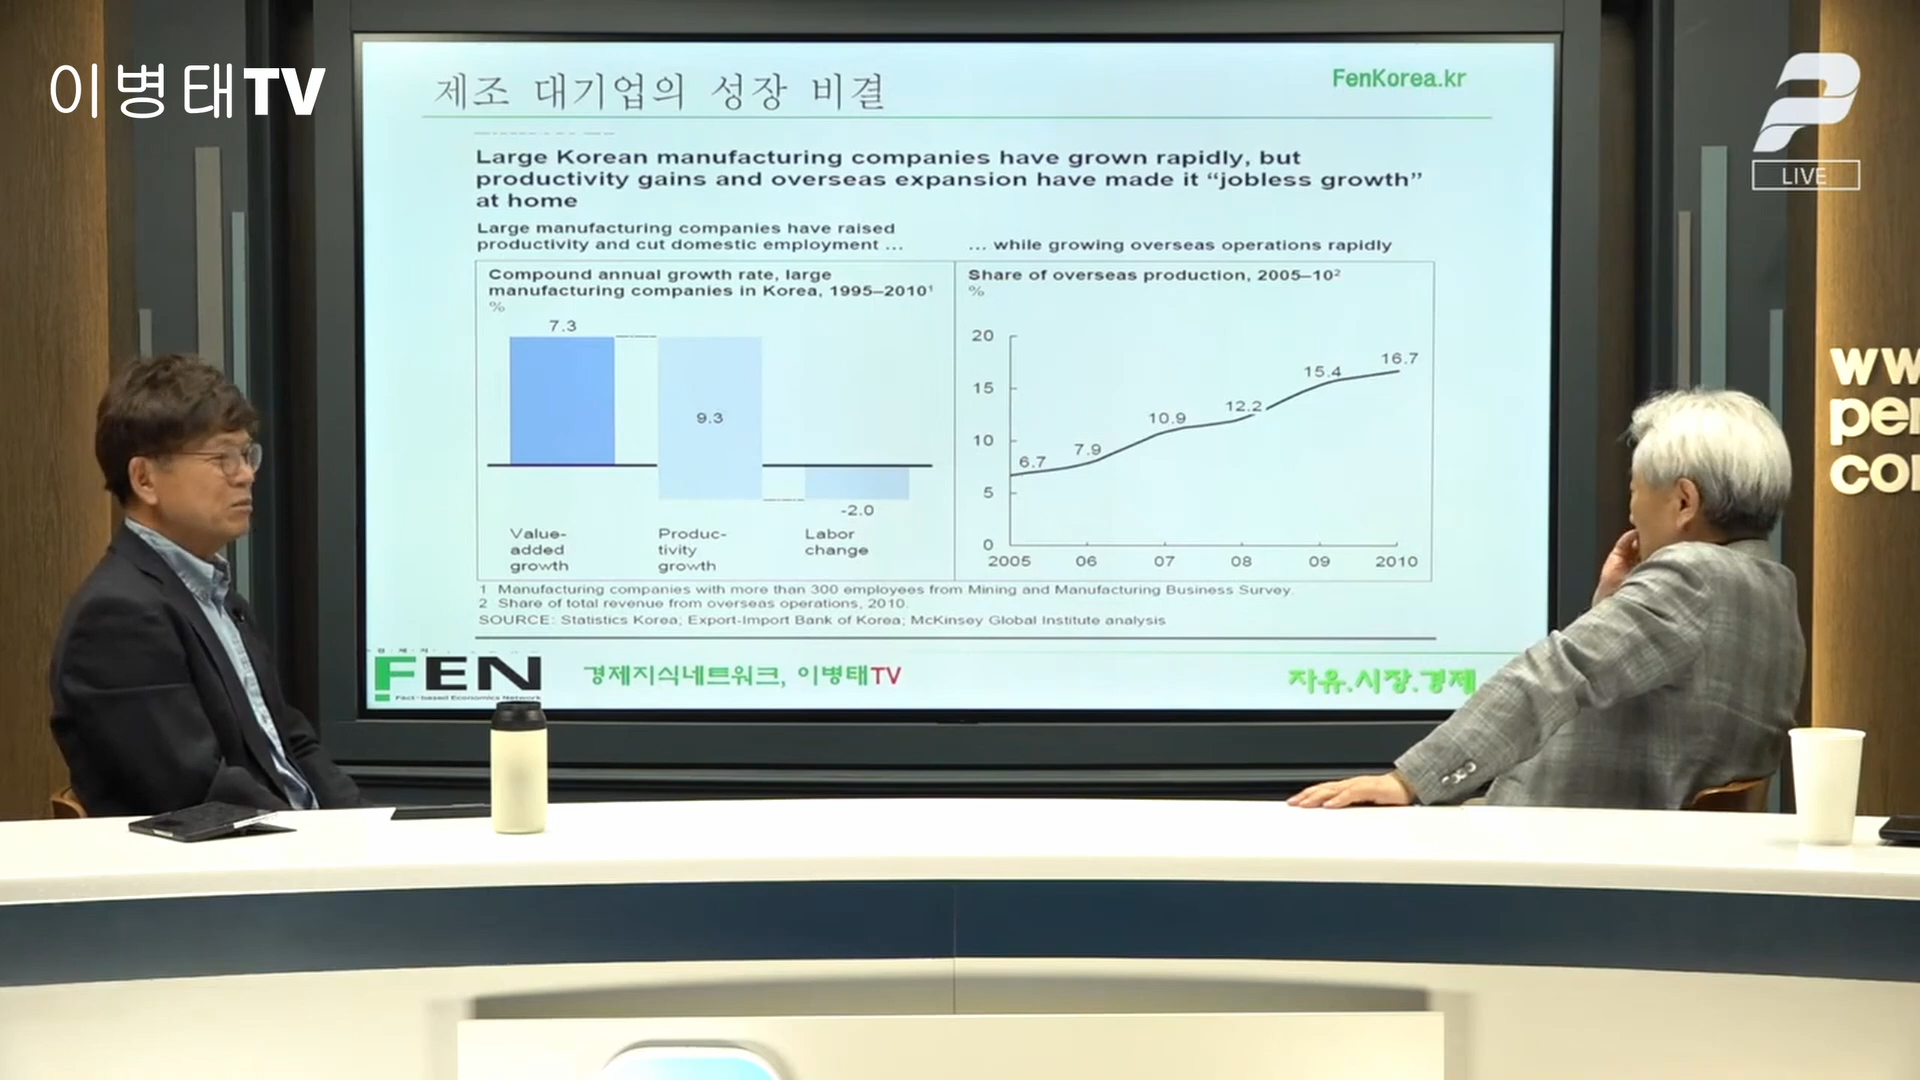 이병태TV
LIVE
제조 대기업의 성장 비결
FenKorea.kr
Large Korean manufacturing companies have grown rapidly, but
productivity gains and overseas expansion have made it “jobless growth”
at home
Large manufacturing companies have raised
productivity and cut domestic employment ...
... while growing overseas operations rapidly
Compound annual growth rate, large
manufacturing companies in Korea, 1995–2010¹
%
7.3
9.3
-2.0
Value-
added
growth
Produc-
tivity
growth
Labor
change
Share of overseas production, 2005–10²
%
20
15
10
5
0
6.7
7.9
10.9
12.2
15.4
16.7
2005 06 07 08 09 2010
1 Manufacturing companies with more than 300 employees from Mining and Manufacturing Business Survey.
2 Share of total revenue from overseas operations, 2010.
SOURCE: Statistics Korea; Export-Import Bank of Korea; McKinsey Global Institute analysis
FEN
Fact-based Economics Network
경제지식네트워크, 이병태TV
자유.시장.경제